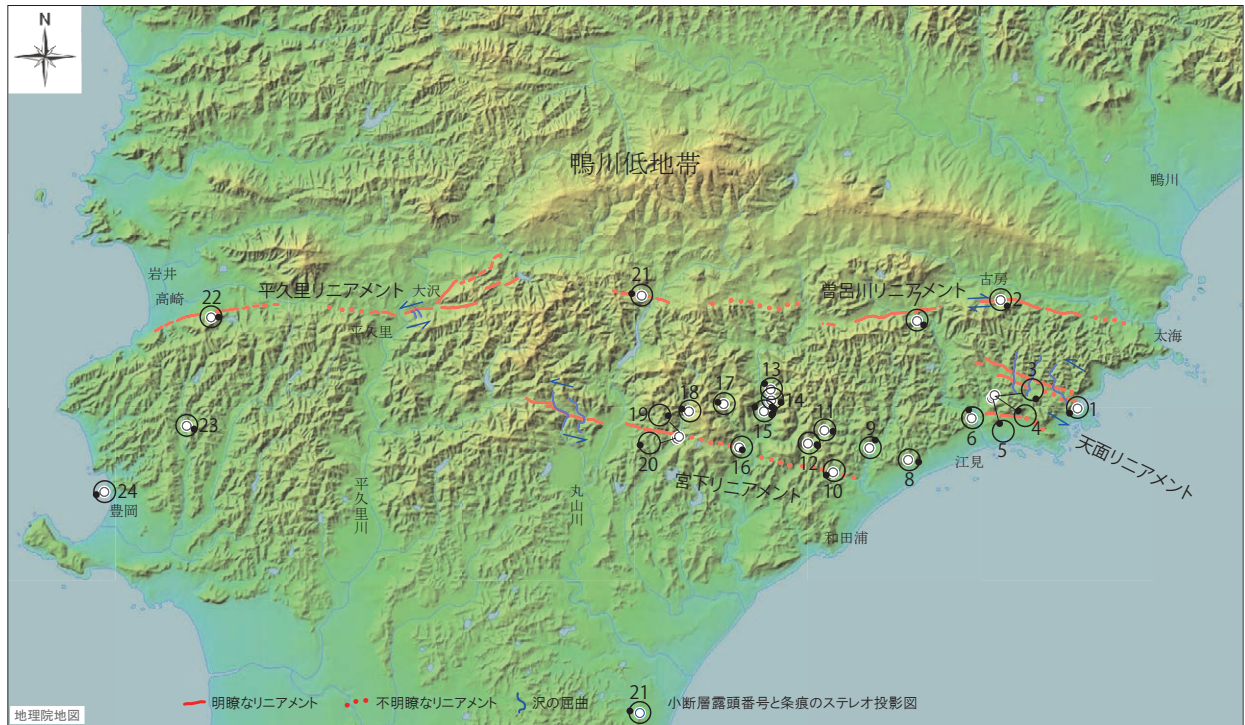 N
鴨川低地帯
鴨川
岩井
高崎
平久里リニアメント
大沢
21
曽呂川リニアメント
古房
22
平久里
7
2
太海
13
3
18
17
14
1
19
15
11
4
23
9
6
5
20
16
12
江見
天面リニアメント
8
宮下リニアメント
10
24
豊岡
平久里川
丸山川
和田浦
21
明瞭なリニアメント
不明瞭なリニアメント
沢の屈曲
小断層露頭番号と条痕のステレオ投影図
地理院地図